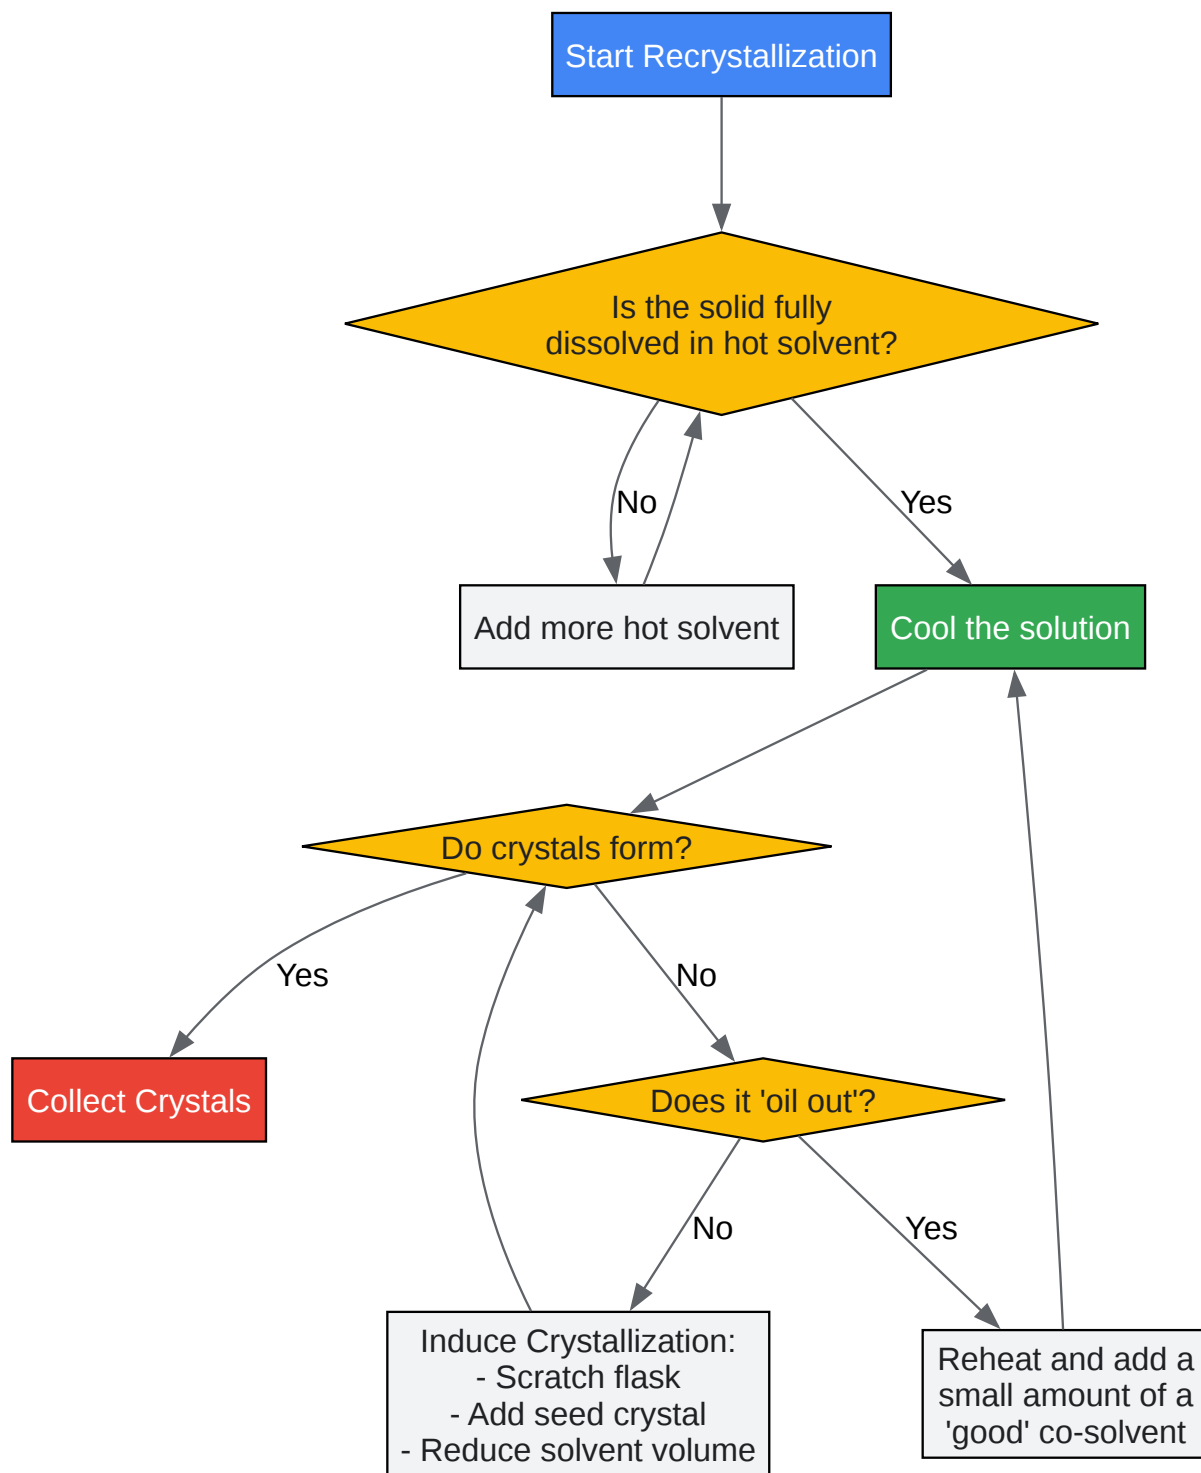 Start Recrystallization
Is the solid fully
dissolved in hot solvent?
No
Yes
Add more hot solvent
Cool the solution
Do crystals form?
Yes
No
Collect Crystals
Does it 'oil out'?
No
Yes
Induce Crystallization:
- Scratch flask
- Add seed crystal
- Reduce solvent volume
Reheat and add a
small amount of a
'good' co-solvent